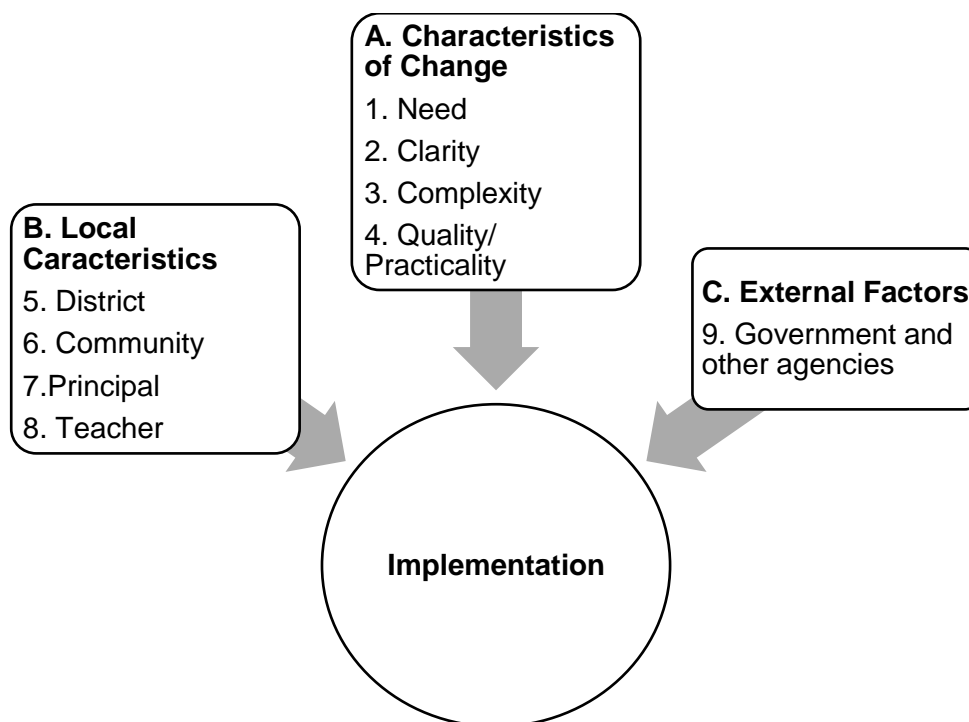 A. Characteristics
of Change
1. Need
2. Clarity
3. Complexity
4. Quality/
Practicality
B. Local
Caracteristics
5. District
6. Community
7.Principal
8. Teacher
C. External Factors
9. Government and
other agencies
Implementation